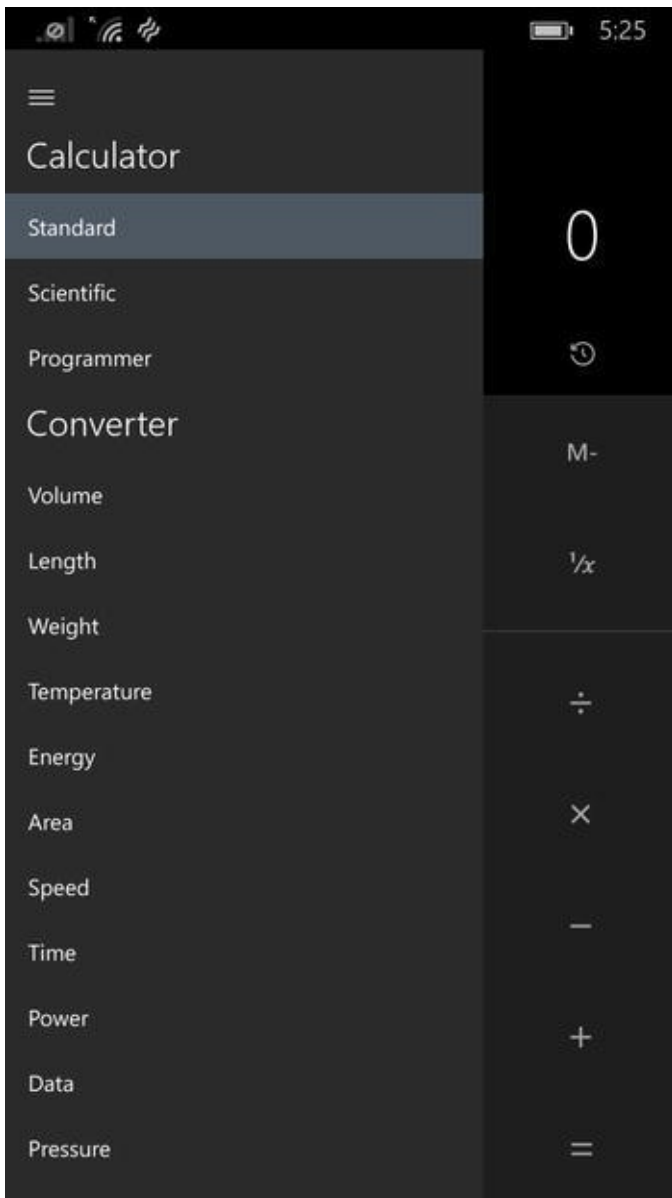 5:25
Calculator
Standard
0
Scientific
Programmer
Converter
M-
Volume
Length
¹/x
Weight
Temperature
÷
Energy
Area
×
Speed
−
Time
Power
+
Data
Pressure
=